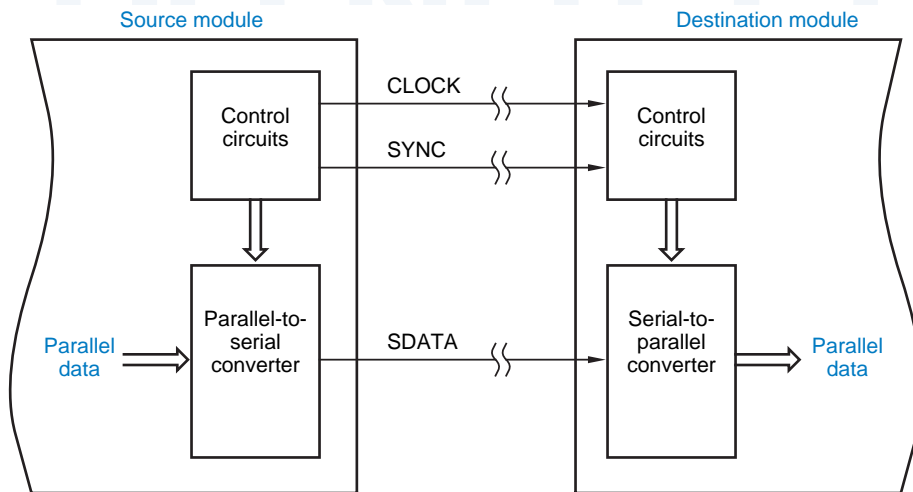 Source module
Destination module
CLOCK
Control
circuits
Control
circuits
SYNC
Parallel-to-
serial
converter
Serial-to-
parallel
converter
SDATA
Parallel
data
Parallel
data